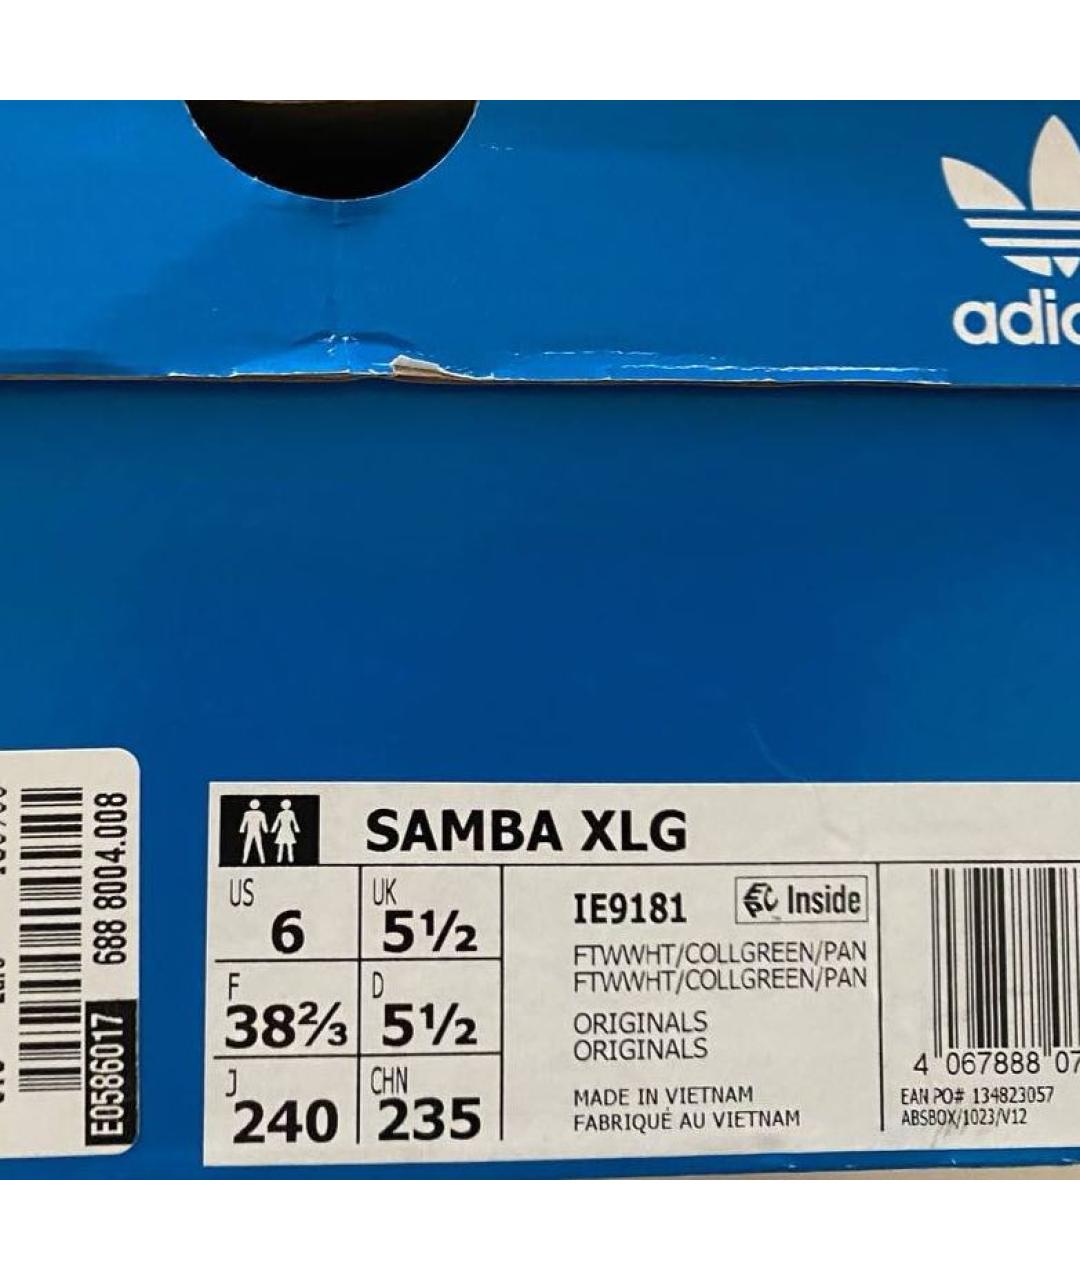 SAMBA XLG
US
6
UK
5½
F
38⅔
D
5½
J
240
CHN
235
IE9181
Inside
FTWWHT/COLLGREEN/PAN
FTWWHT/COLLGREEN/PAN
ORIGINALS
ORIGINALS
MADE IN VIETNAM
FABRIQUÉ AU VIETNAM
4 067888 07
EAN PO# 134823057
ABSBOX/1023/V12
688 8004.008
E0586017